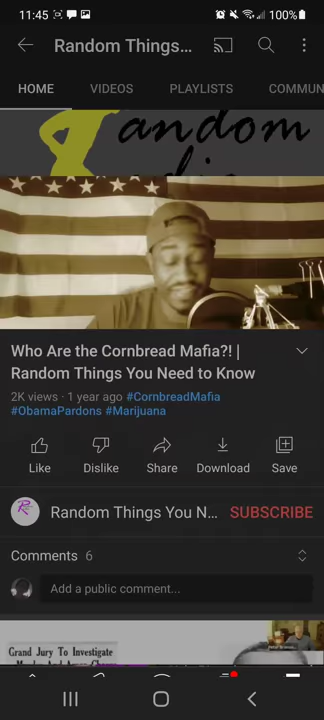 11:45
100%
Random Things...
HOME
VIDEOS
PLAYLISTS
COMMUN
andom
Who Are the Cornbread Mafia?! |
Random Things You Need to Know
2K views · 1 year ago #CornbreadMafia
#ObamaPardons #Marijuana
Like
Dislike
Share
Download
Save
Random Things You N...
SUBSCRIBE
Comments 6
Add a public comment...
Grand Jury To Investigate